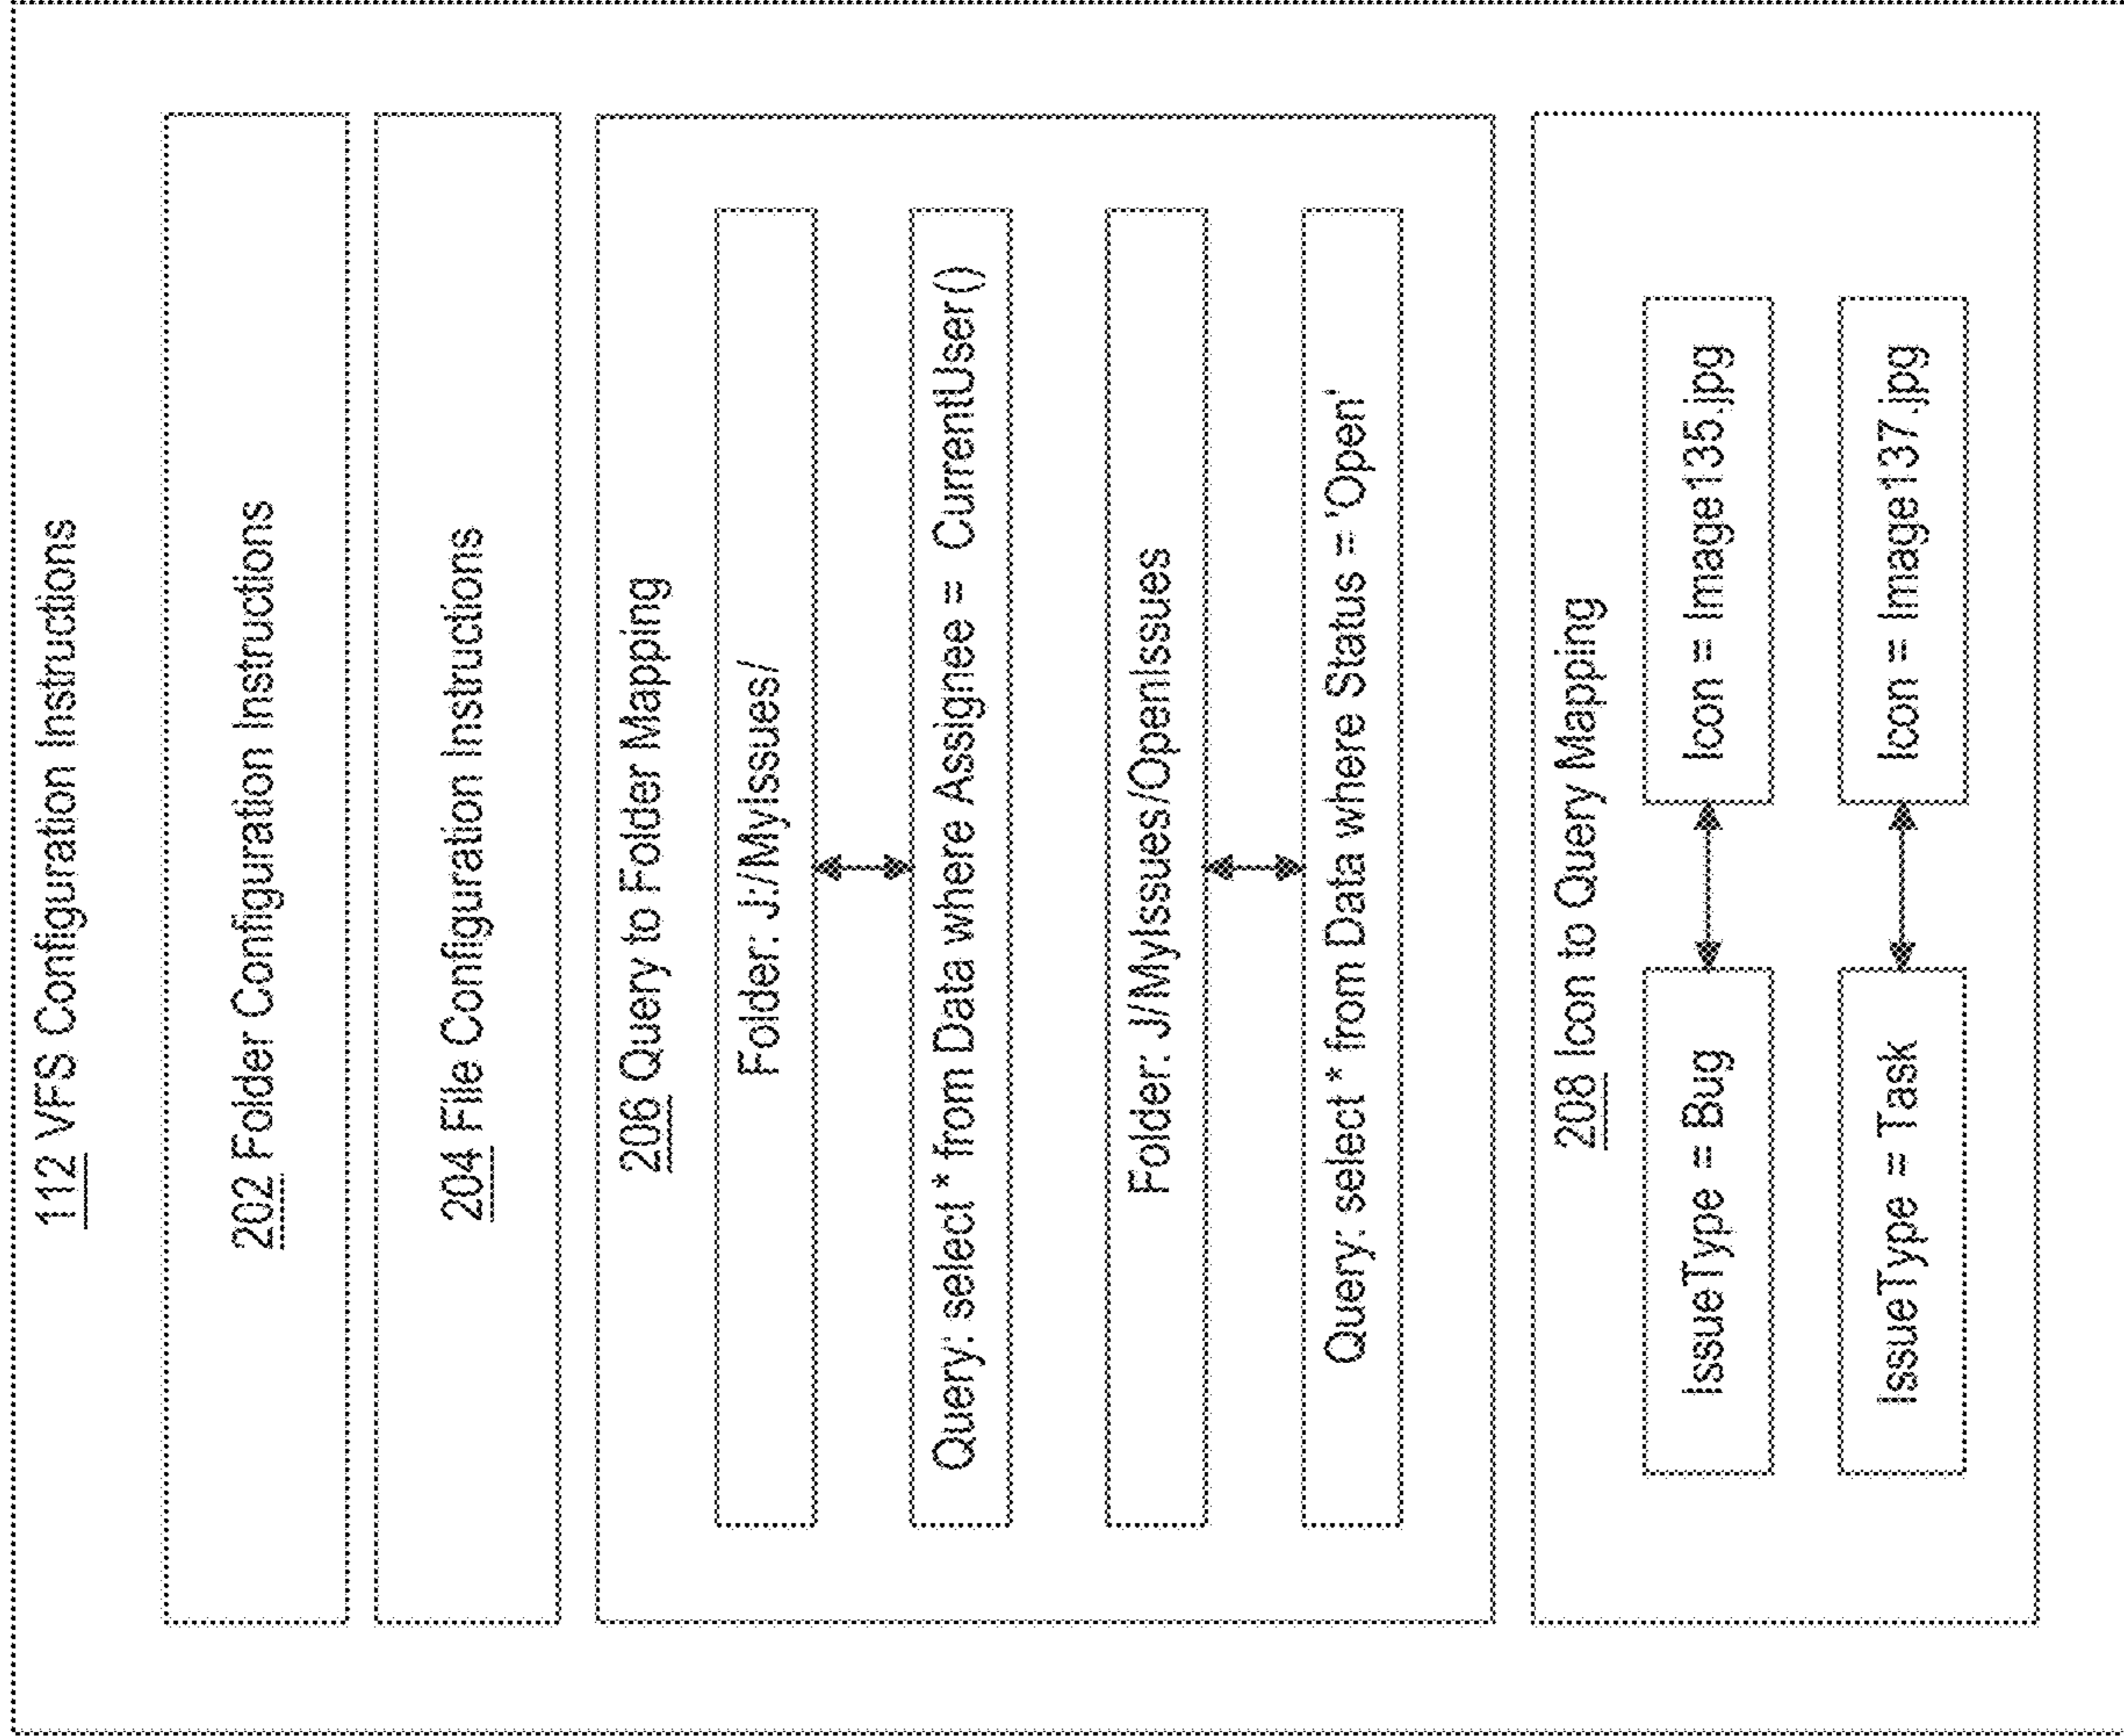 112 VFS Configuration Instructions
202 Folder Configuration Instructions
204 File Configuration Instructions
206 Query to Folder Mapping
Folder: J:/MyIssues/
Query: select * from Data where Assignee = CurrentUser()
Folder: J/MyIssues/OpenIssues
Query: select * from Data where Status = 'Open'
208 Icon to Query Mapping
IssueType = Bug
Icon = Image135.jpg
IssueType = Task
Icon = Image137.jpg